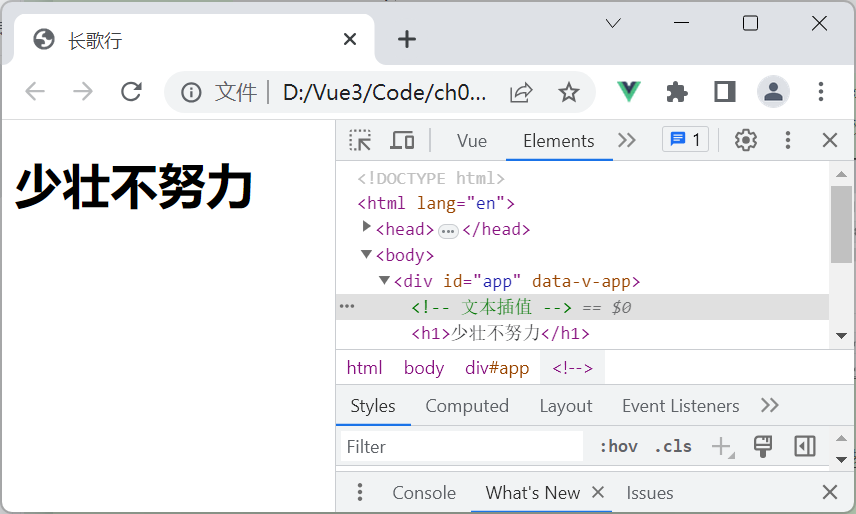 长歌行
文件 D:/Vue3/Code/ch0...
少壮不努力
Vue Elements 1
<!DOCTYPE html>
<html lang="en">
<head>...</head>
<body>
<div id="app" data-v-app>
<!-- 文本插值 --> == $0
<h1>少壮不努力</h1>
html body div#app <!-->
Styles Computed Layout Event Listeners
Filter :hov .cls
Console What's New Issues